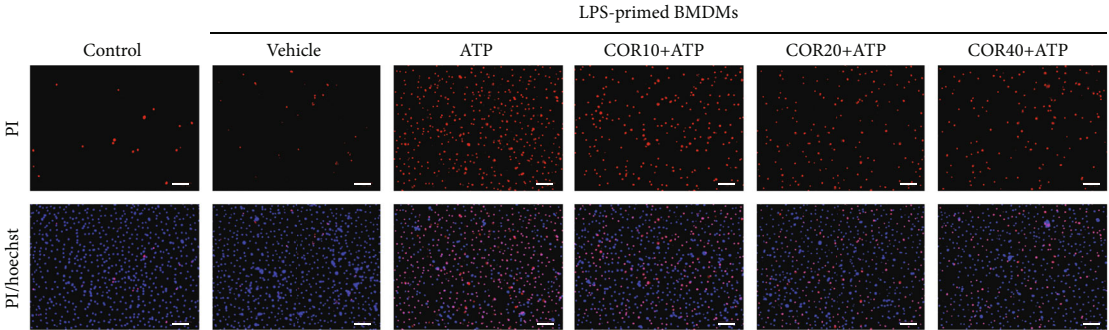 LPS-primed BMDMs
Control
Vehicle
ATP
COR10+ATP
COR20+ATP
COR40+ATP
PI
PI/hoechst